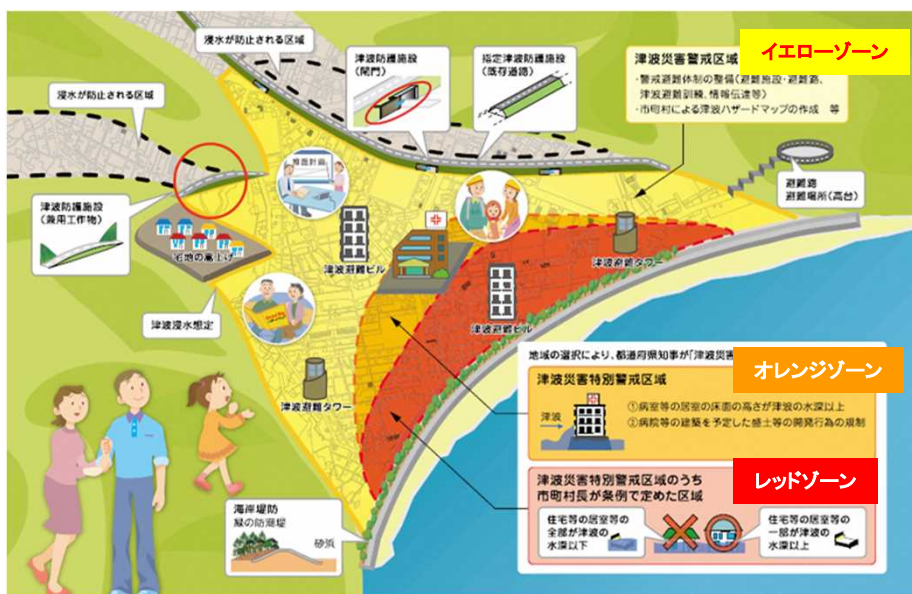 浸水が防止される区域
津波防護施設
(閘門)
指定津波防護施設
(既存道路)
津波災害警戒区域
イエローゾーン
・警戒避難体制の整備(避難施設・避難路、
津波避難訓練、情報伝達等)
・市町村による津波ハザードマップの作成 等
浸水が防止される区域
推進計画
避難路
避難場所(高台)
津波防護施設
(兼用工作物)
宅地の嵩上げ
津波避難ビル
津波避難タワー
津波浸水想定
津波避難ビル
津波避難タワー
地域の選択により、都道府県知事が「津波災害
オレンジゾーン
津波災害特別警戒区域
津波
①病室等の居室の床面の高さが津波の水深以上
②病院等の建築を予定した盛土等の開発行為の規制
レッドゾーン
津波災害特別警戒区域のうち
市町村長が条例で定めた区域
住宅等の居室等の
全部が津波の
水深以下
住宅等の居室等の
一部が津波の
水深以上
海岸堤防
緑の防潮堤
砂浜